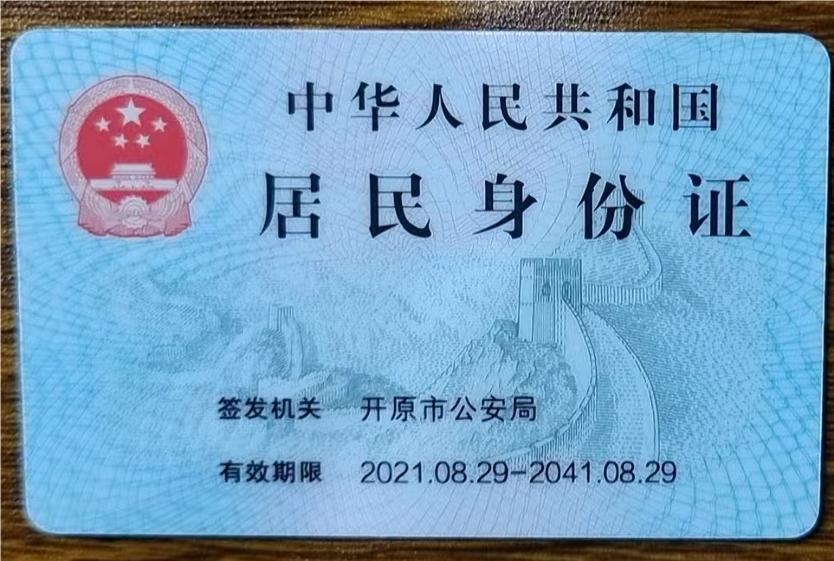 中华人民共和国
居民身份证
签发机关 开原市公安局
有效期限 2021.08.29-2041.08.29